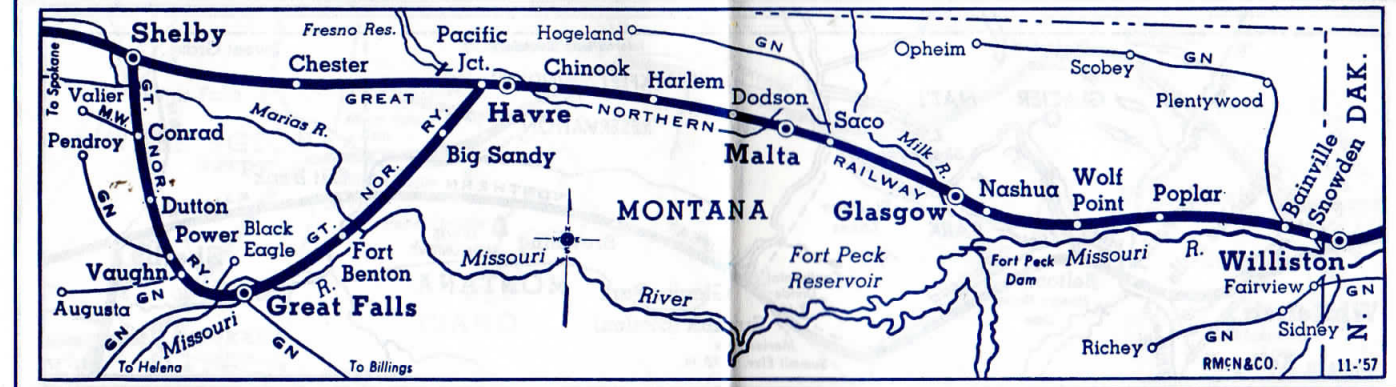 Shelby
To Spokane
Fresno Res.
Pacific
Jct.
Hogeland
GN
Opheim
Scobey
GN
Plentywood
N. DAK.
Chester
Chinook
Harlem
Dodson
Saco
GREAT
NORTHERN
RAILWAY
Havre
Malta
Milk R.
Valier
M.W.
Conrad
Pendroy
GN
GT. NOR. RY.
Marias R.
GT. NOR. RY.
Big Sandy
Dutton
Power
Black
Eagle
Vaughn
Augusta
GN
Great Falls
Fort
Benton
MONTANA
Missouri
River
R.
Missouri
GN
GN
To Helena
To Billings
Glasgow
Nashua
Wolf
Point
Poplar
Bainville
Snowden
Williston
Fort Peck
Reservoir
Fort Peck
Dam
Missouri R.
Fairview
GN
Sidney
GN
Richey
RMCN&CO.
11-'57